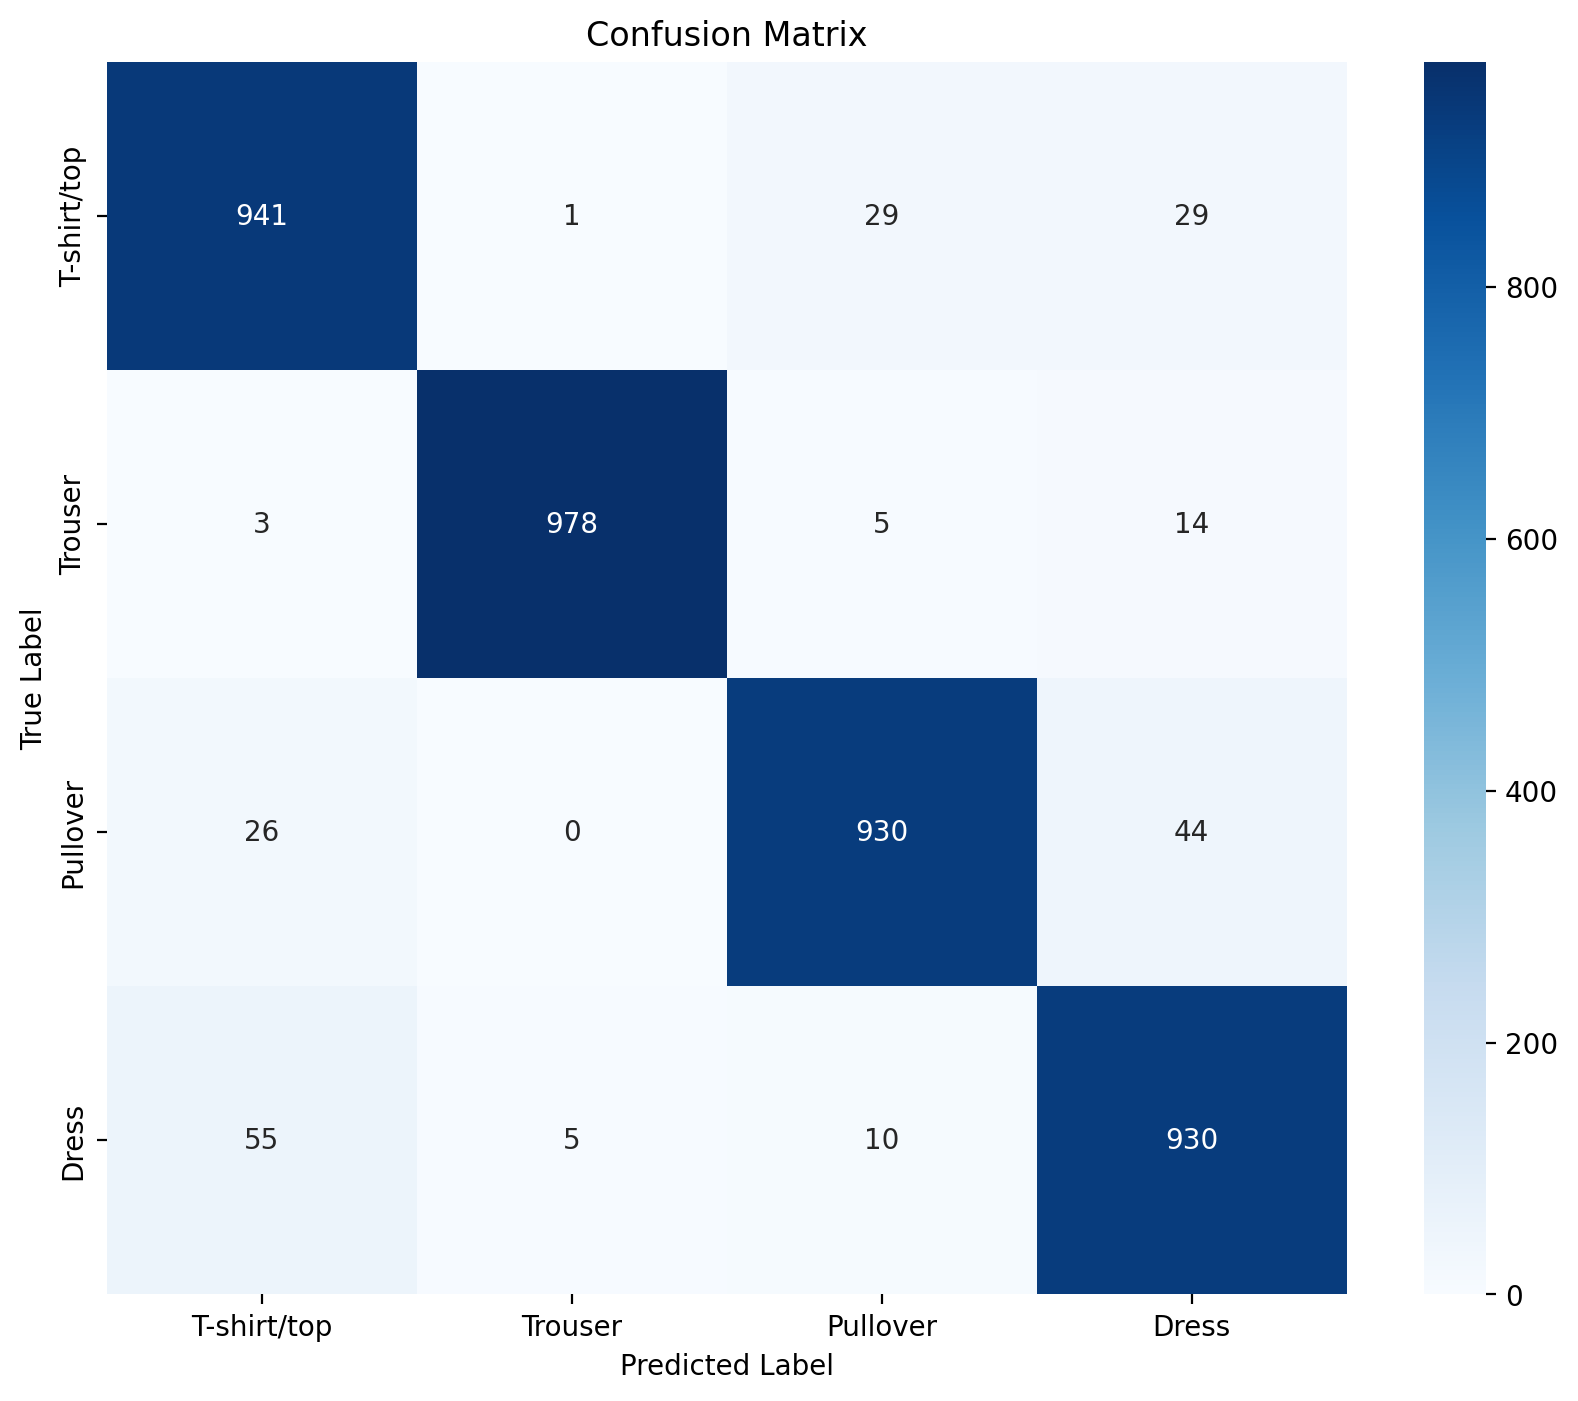 Confusion Matrix
T-shirt/top
941
1
29
29
Trouser
3
978
5
14
Pullover
26
0
930
44
Dress
55
5
10
930
True Label
T-shirt/top
Trouser
Pullover
Dress
Predicted Label
800
600
400
200
0